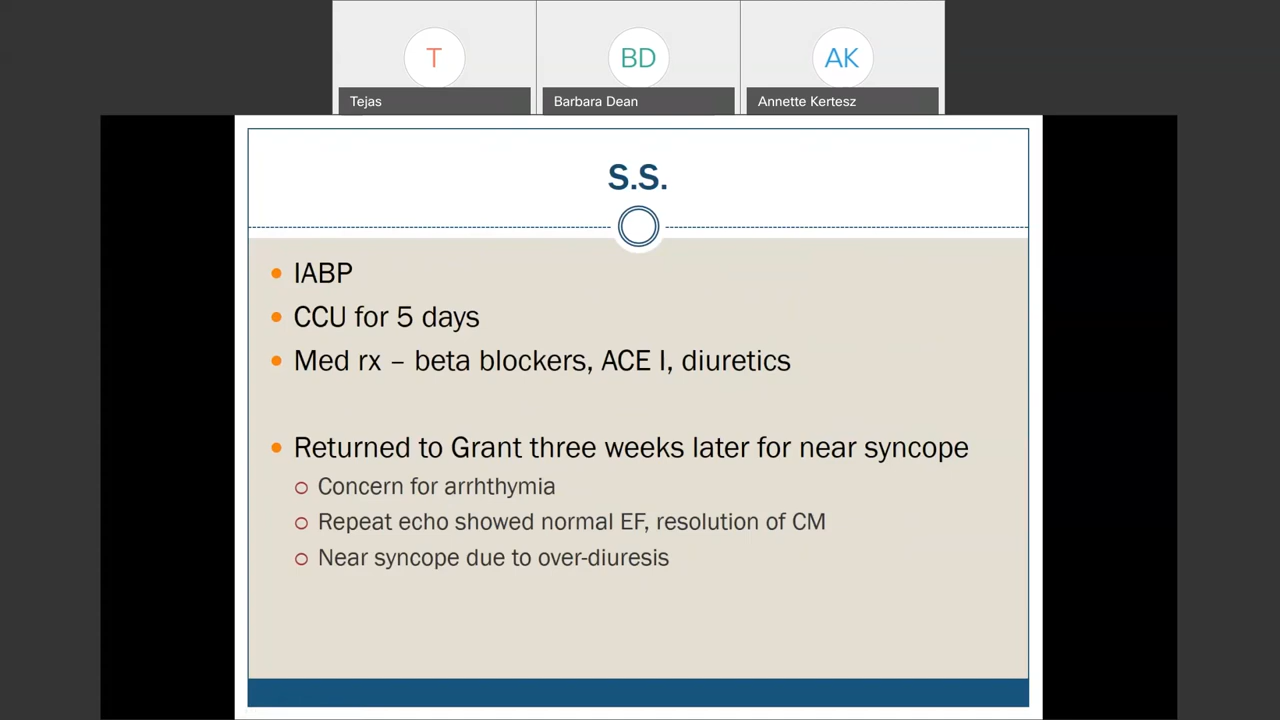 T
BD
AK
Tejas
Barbara Dean
Annette Kertesz
S.S.
IABP
CCU for 5 days
Med rx – beta blockers, ACE I, diuretics
Returned to Grant three weeks later for near syncope
Concern for arrhthymia
Repeat echo showed normal EF, resolution of CM
Near syncope due to over-diuresis